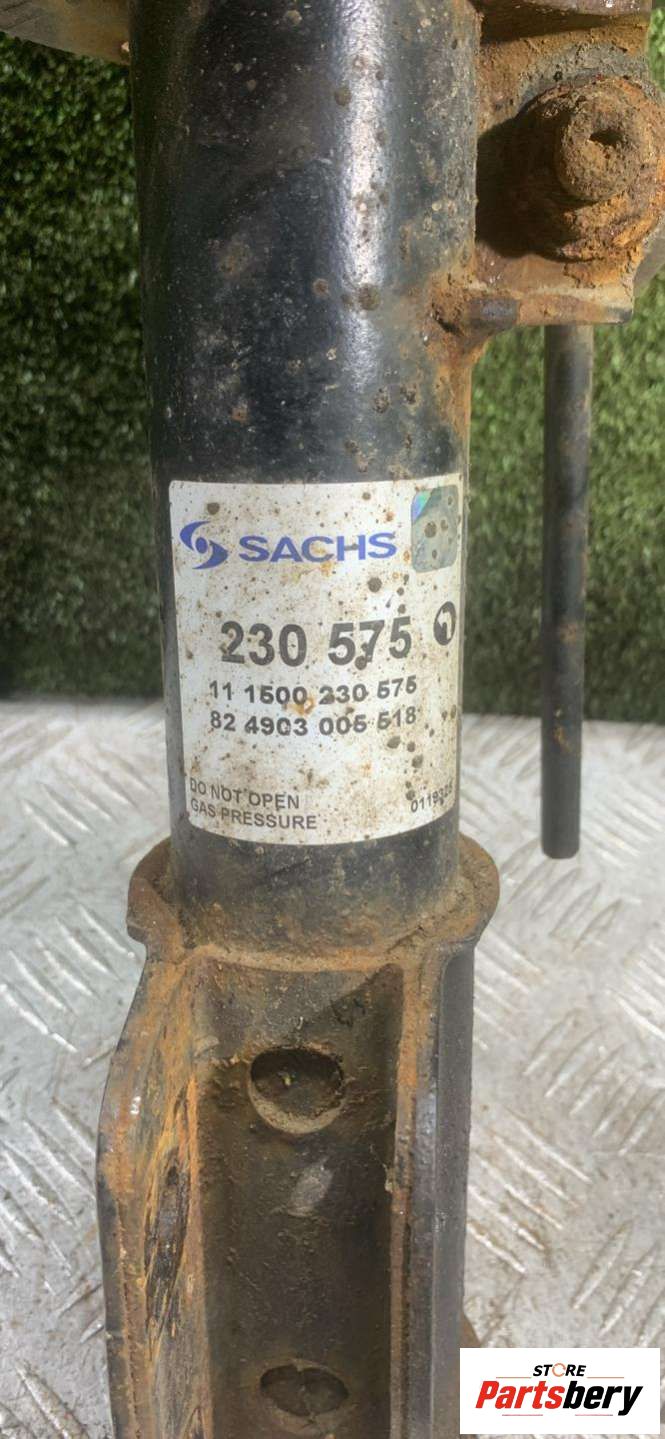 SACHS
230 575
11 1500 230 575
82 4903 005 518
DO NOT OPEN
GAS PRESSURE
STORE
Partsbery